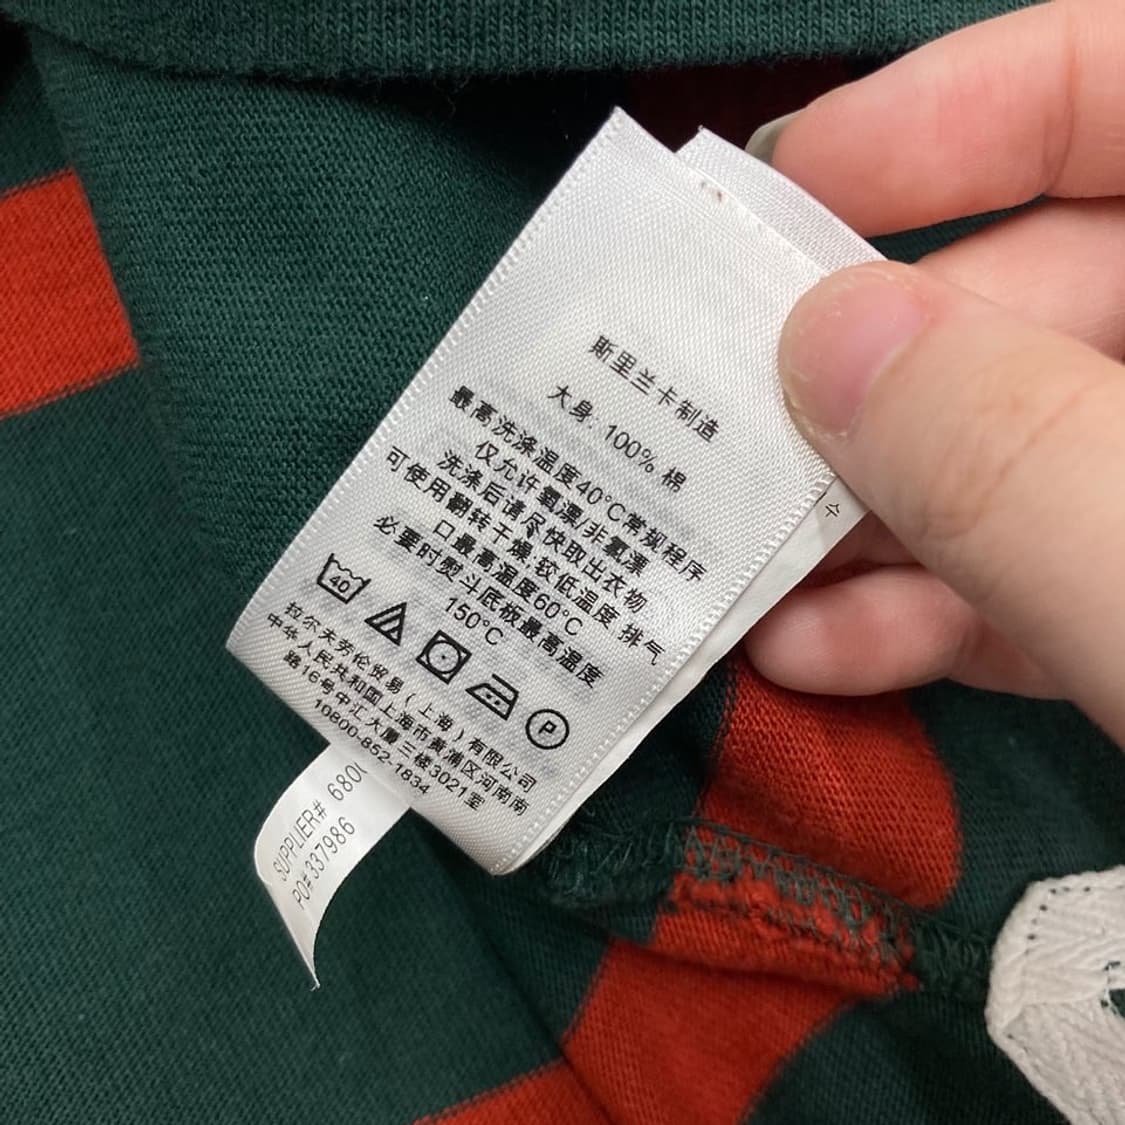 斯里兰卡制造
大身: 100% 棉
最高洗涤温度40°C常规程序
仅允许氧漂/非氯漂
洗涤后请尽快取出衣物
可使用翻转干燥;较低温度 排气
口最高温度60°C
必要时熨斗底板最高温度
150°C
40
P
拉尔夫劳伦贸易(上海)有限公司
中华人民共和国上海市黄浦区河南南
路16号中汇大厦三楼3021室
10800-852-1834
SUPPLIER# 680
PO#337986
수